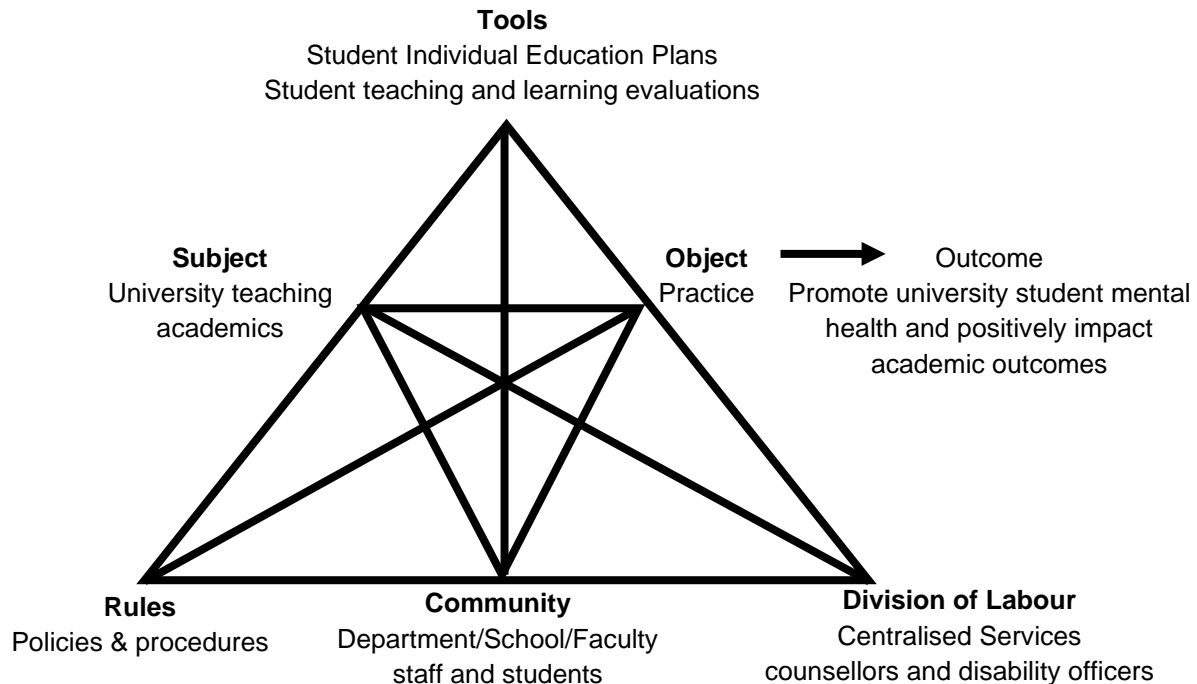 Tools
Student Individual Education Plans
Student teaching and learning evaluations
Subject
University teaching
academics
Object
Practice
Outcome
Promote university student mental
health and positively impact
academic outcomes
Rules
Policies & procedures
Community
Department/School/Faculty
staff and students
Division of Labour
Centralised Services
counsellors and disability officers